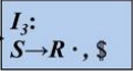 I₃:
S→R · , $